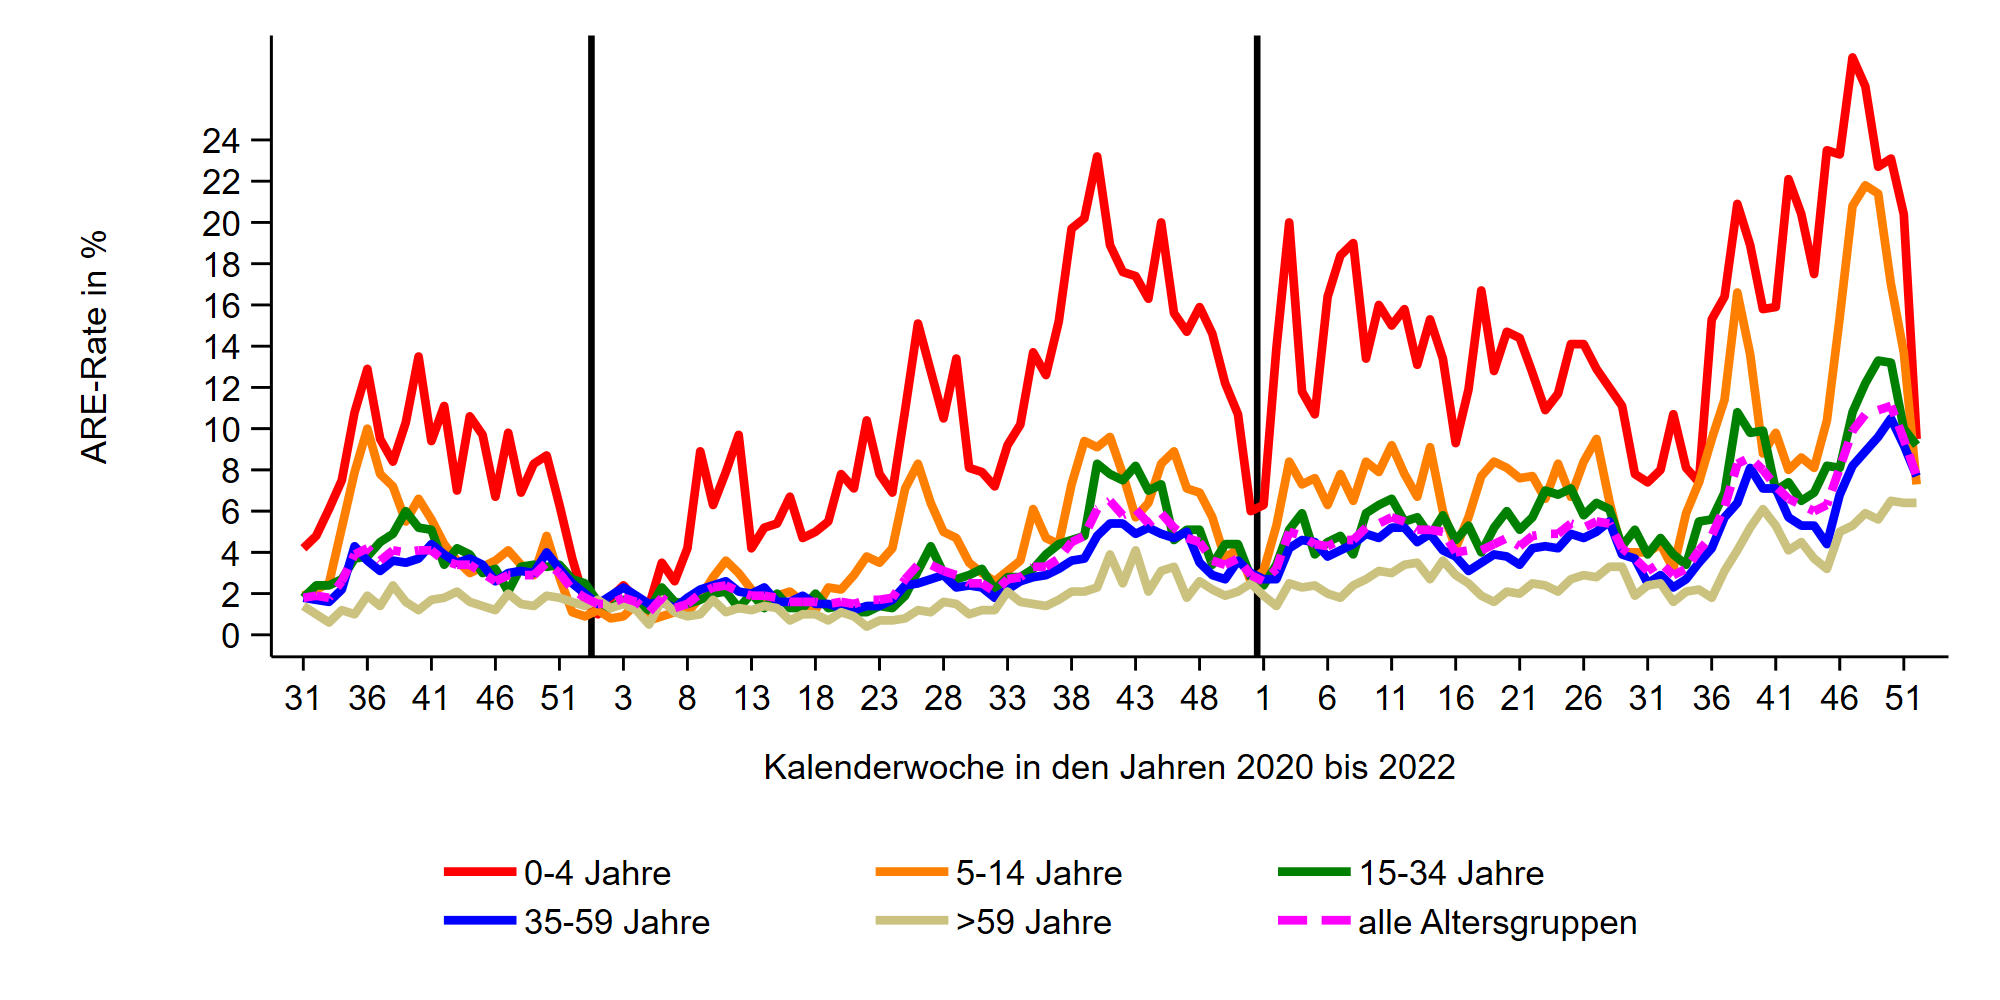 ARE-Rate in %
24
22
20
18
16
14
12
10
8
6
4
2
0
31 36 41 46 51 3 8 13 18 23 28 33 38 43 48 1 6 11 16 21 26 31 36 41 46 51
Kalenderwoche in den Jahren 2020 bis 2022
0-4 Jahre 5-14 Jahre 15-34 Jahre
35-59 Jahre >59 Jahre alle Altersgruppen